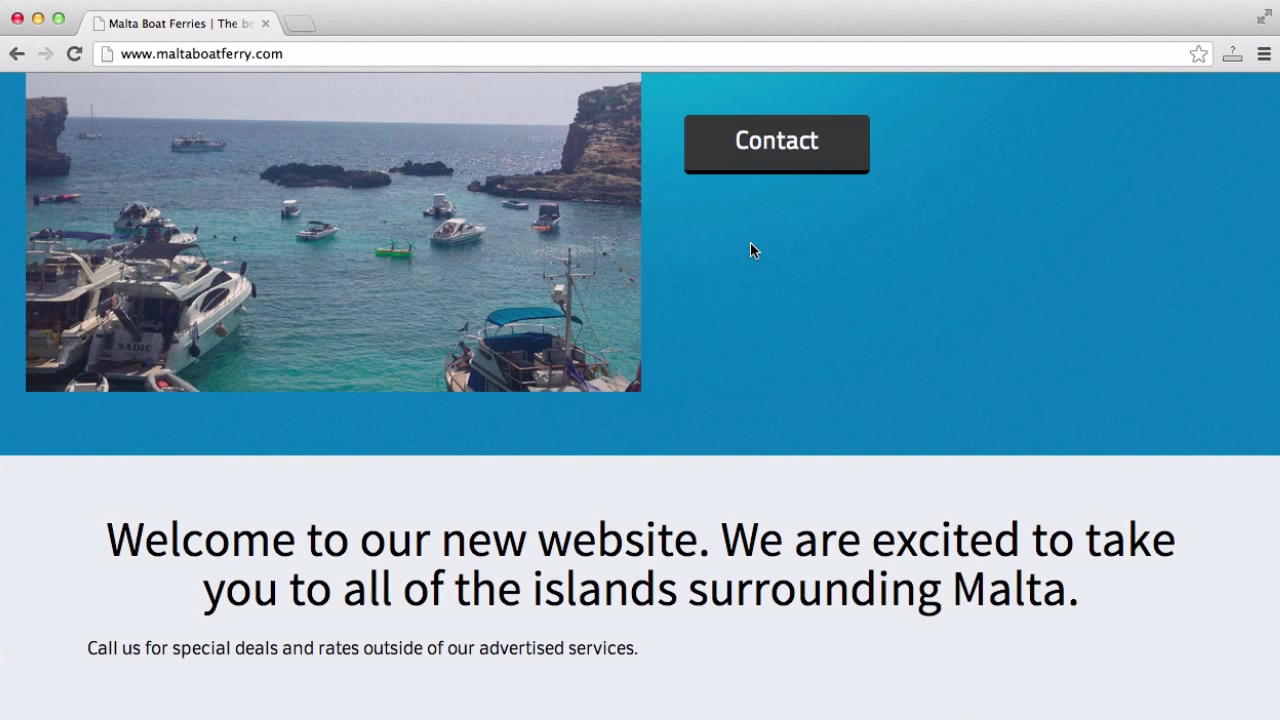 Malta Boat Ferries | The be
www.maltaboatferry.com
Contact
SADIE
Welcome to our new website. We are excited to take
you to all of the islands surrounding Malta.
Call us for special deals and rates outside of our advertised services.